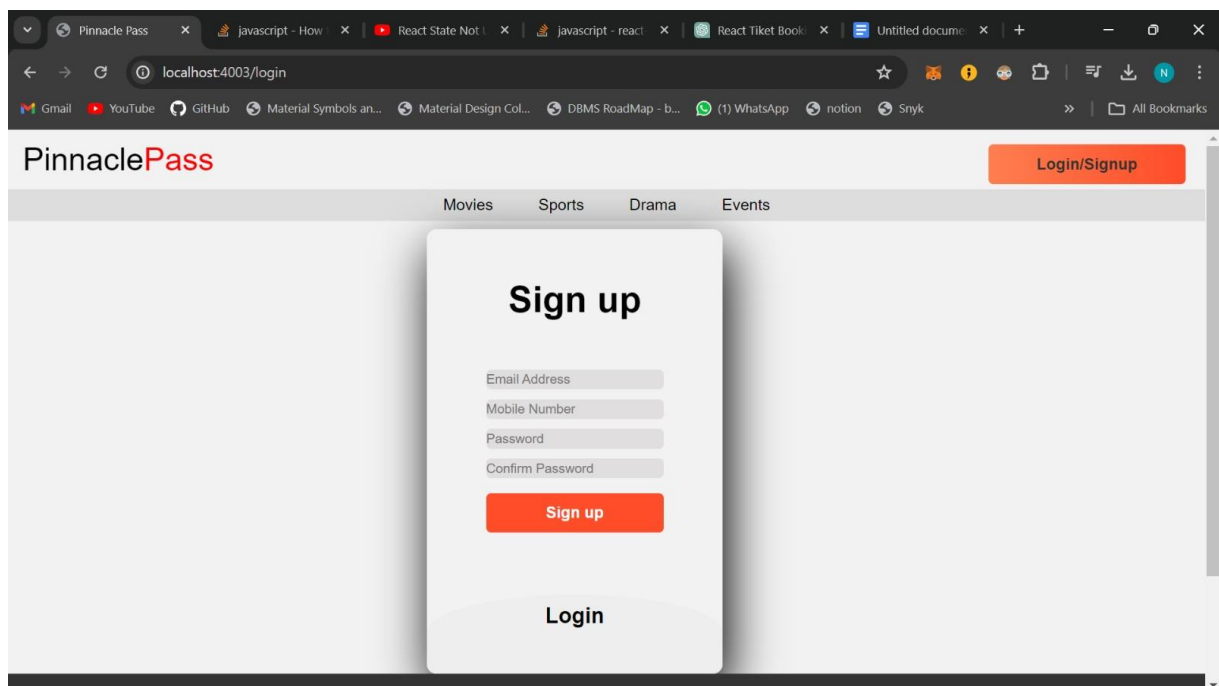 Pinnacle Pass
javascript - How
React State Not
javascript - react
React Tiket Book
Untitled docume
localhost:4003/login
N
Gmail YouTube GitHub Material Symbols an... Material Design Col... DBMS RoadMap - b... (1) WhatsApp notion Snyk » All Bookmarks
PinnaclePass
Login/Signup
Movies Sports Drama Events
Sign up
Email Address
Mobile Number
Password
Confirm Password
Sign up
Login